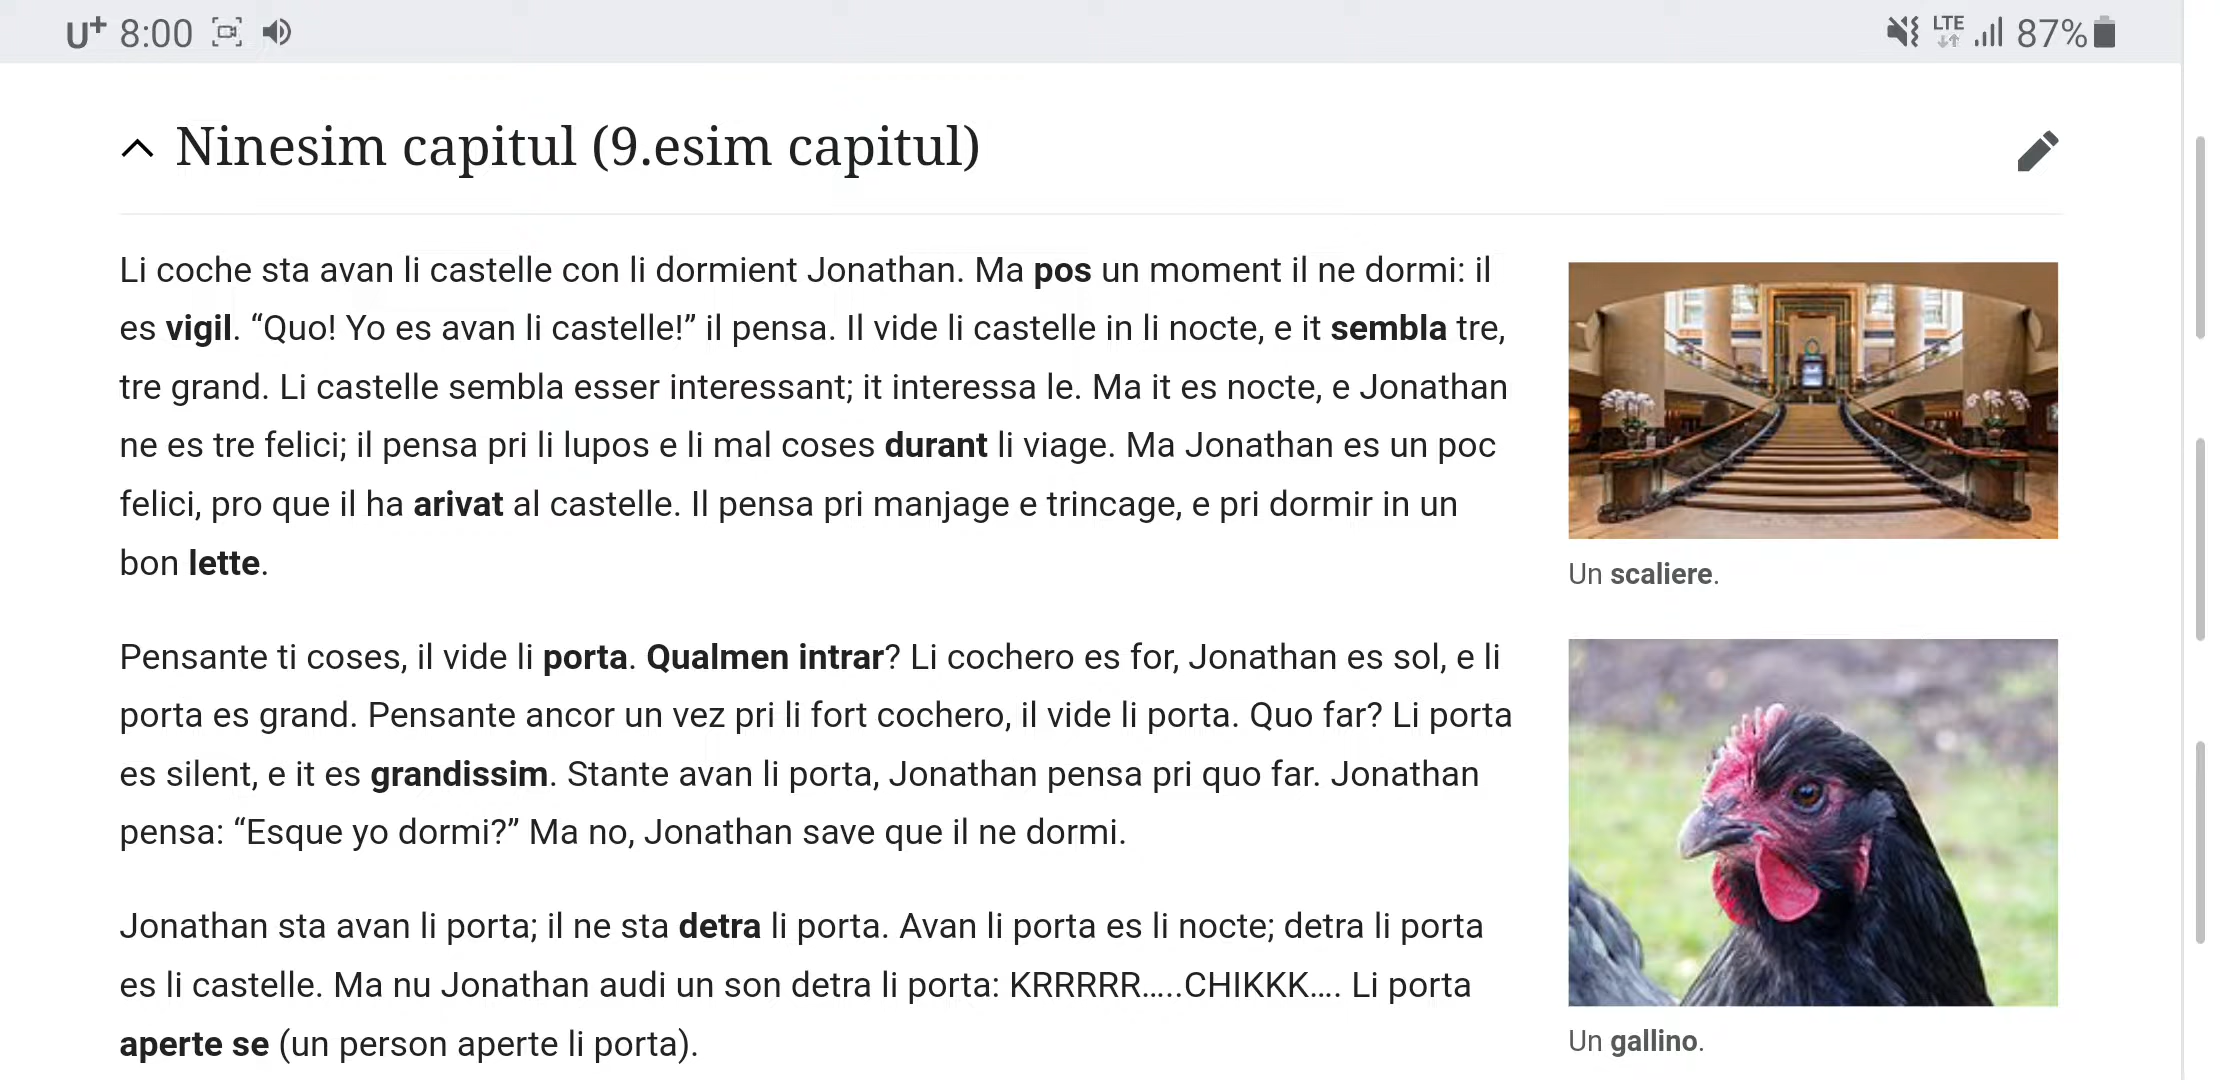 U+ 8:00 LTE 87%
Ninesim capitul (9.esim capitul)
Li coche sta avan li castelle con li dormient Jonathan. Ma pos un moment il ne dormi: il
es vigil. “Quo! Yo es avan li castelle!” il pensa. Il vide li castelle in li nocte, e it sembla tre,
tre grand. Li castelle sembla esser interessant; it interessa le. Ma it es nocte, e Jonathan
ne es tre felici; il pensa pri li lupos e li mal coses durant li viage. Ma Jonathan es un poc
felici, pro que il ha arivat al castelle. Il pensa pri manjage e trincage, e pri dormir in un
bon lette.
Pensante ti coses, il vide li porta. Qualmen intrar? Li cochero es for, Jonathan es sol, e li
porta es grand. Pensante ancor un vez pri li fort cochero, il vide li porta. Quo far? Li porta
es silent, e it es grandissim. Stante avan li porta, Jonathan pensa pri quo far. Jonathan
pensa: “Esque yo dormi?” Ma no, Jonathan save que il ne dormi.
Jonathan sta avan li porta; il ne sta detra li porta. Avan li porta es li nocte; detra li porta
es li castelle. Ma nu Jonathan audi un son detra li porta: KRRRRR.....CHIKKK.... Li porta
aperte se (un person aperte li porta).
Un scaliere.
Un gallino.